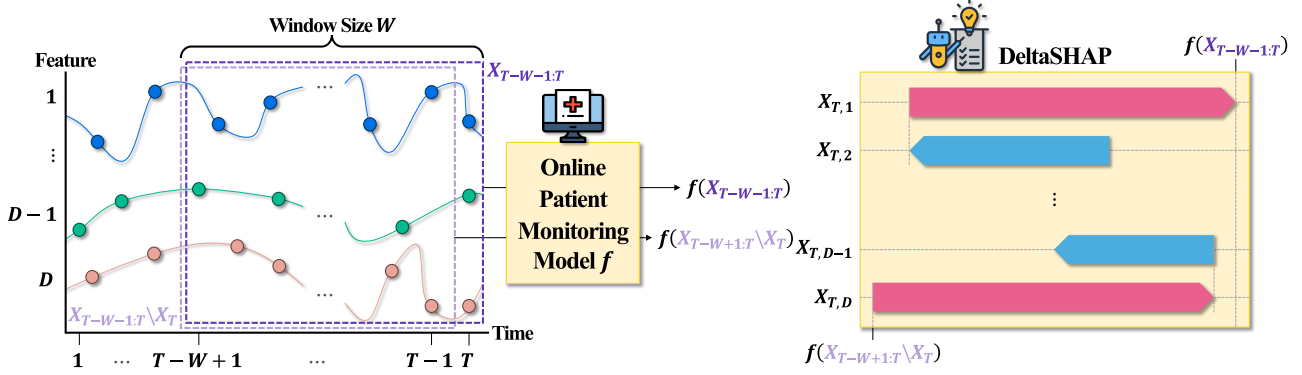 Window Size W
Feature
X_{T−W−1:T}
1
⋮
D − 1
D
...
...
...
X_{T−W−1:T}\X_T
Time
1 ... T − W + 1 ... T − 1 T
Online
Patient
Monitoring
Model f
f(X_{T−W−1:T})
f(X_{T−W+1:T}\X_T)
DeltaSHAP
f(X_{T−W−1:T})
X_{T,1}
X_{T,2}
⋮
X_{T,D−1}
X_{T,D}
f(X_{T−W+1:T}\X_T)